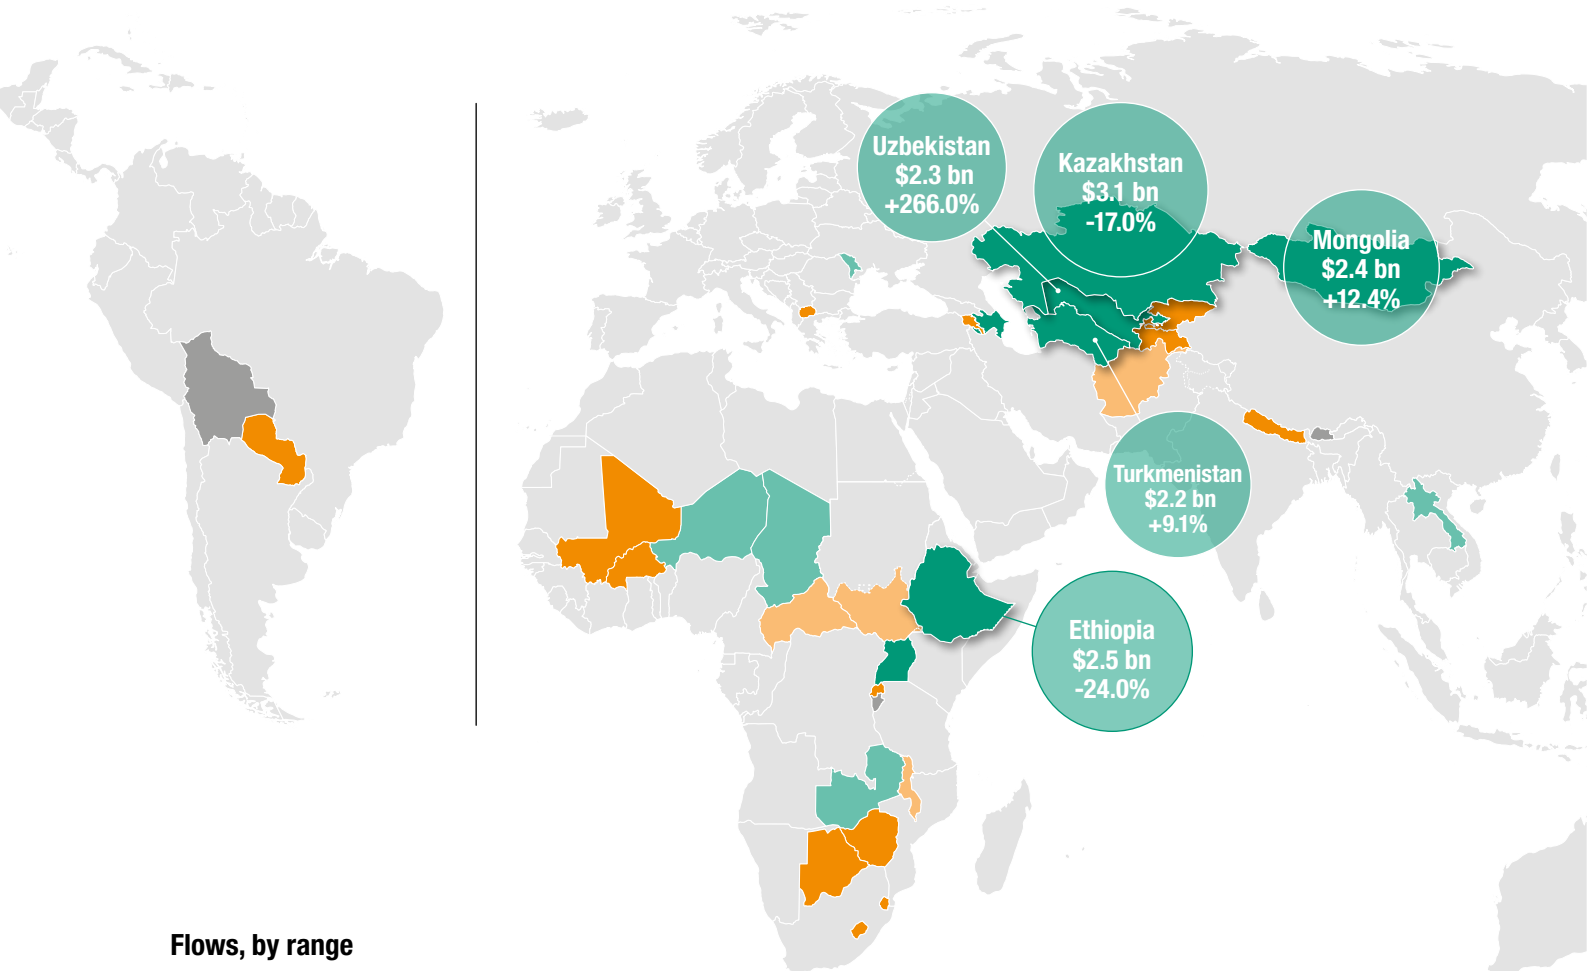 Uzbekistan
$2.3 bn
+266.0%
Kazakhstan
$3.1 bn
-17.0%
Mongolia
$2.4 bn
+12.4%
Turkmenistan
$2.2 bn
+9.1%
Ethiopia
$2.5 bn
-24.0%
Flows, by range